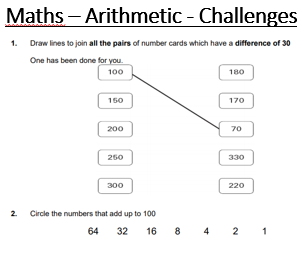 Maths – Arithmetic - Challenges
1. Draw lines to join all the pairs of number cards which have a difference of 30
One has been done for you.
100 180
150 170
200 70
250 330
300 220
2. Circle the numbers that add up to 100
64 32 16 8 4 2 1